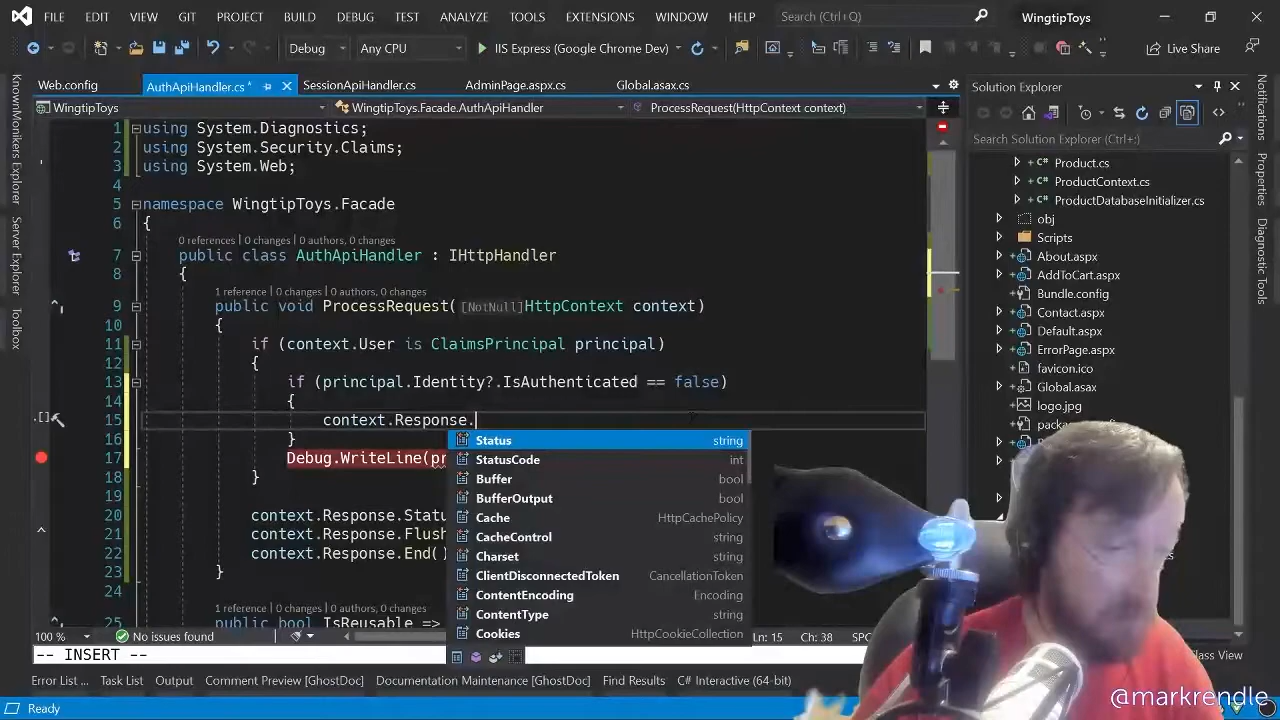 FILE EDIT VIEW GIT PROJECT BUILD DEBUG TEST ANALYZE TOOLS EXTENSIONS WINDOW HELP Search (Ctrl+Q) WingtipToys
Debug Any CPU IIS Express (Google Chrome Dev) Live Share
Web.config AuthApiHandler.cs* SessionApiHandler.cs AdminPage.aspx.cs Global.asax.cs
WingtipToys WingtipToys.Facade.AuthApiHandler ProcessRequest(HttpContext context)
1 using System.Diagnostics;
2 using System.Security.Claims;
3 using System.Web;
4
5 namespace WingtipToys.Facade
6 {
0 references | 0 changes | 0 authors, 0 changes
7 public class AuthApiHandler : IHttpHandler
8 {
1 reference | 0 changes | 0 authors, 0 changes
9 public void ProcessRequest([NotNull]HttpContext context)
10 {
11 if (context.User is ClaimsPrincipal principal)
12 {
13 if (principal.Identity?.IsAuthenticated == false)
14 {
15 context.Response.
16 }
17 Debug.WriteLine(pr
18 }
19
20 context.Response.Statu
21 context.Response.Flush
22 context.Response.End()
23 }
24
1 reference | 0 changes | 0 authors, 0 changes
25 public bool IsReusable =>
Status string
StatusCode int
Buffer bool
BufferOutput bool
Cache HttpCachePolicy
CacheControl string
Charset string
ClientDisconnectedToken CancellationToken
ContentEncoding Encoding
ContentType string
Cookies HttpCookieCollection
KnownMonikers Explorer
Server Explorer
Toolbox
Solution Explorer
Search Solution Explorer (Ctrl+;)
Product.cs
ProductContext.cs
ProductDatabaseInitializer.cs
obj
Scripts
About.aspx
AddToCart.aspx
Bundle.config
Contact.aspx
Default.aspx
ErrorPage.aspx
favicon.ico
Global.asax
logo.jpg
Notifications
Properties
Diagnostic Tools
100 % No issues found Ln: 15 Ch: 38 SPC
-- INSERT --
Error List ... Task List Output Comment Preview [GhostDoc] Documentation Maintenance [GhostDoc] Find Results C# Interactive (64-bit)
Class View
Ready
@markrendle